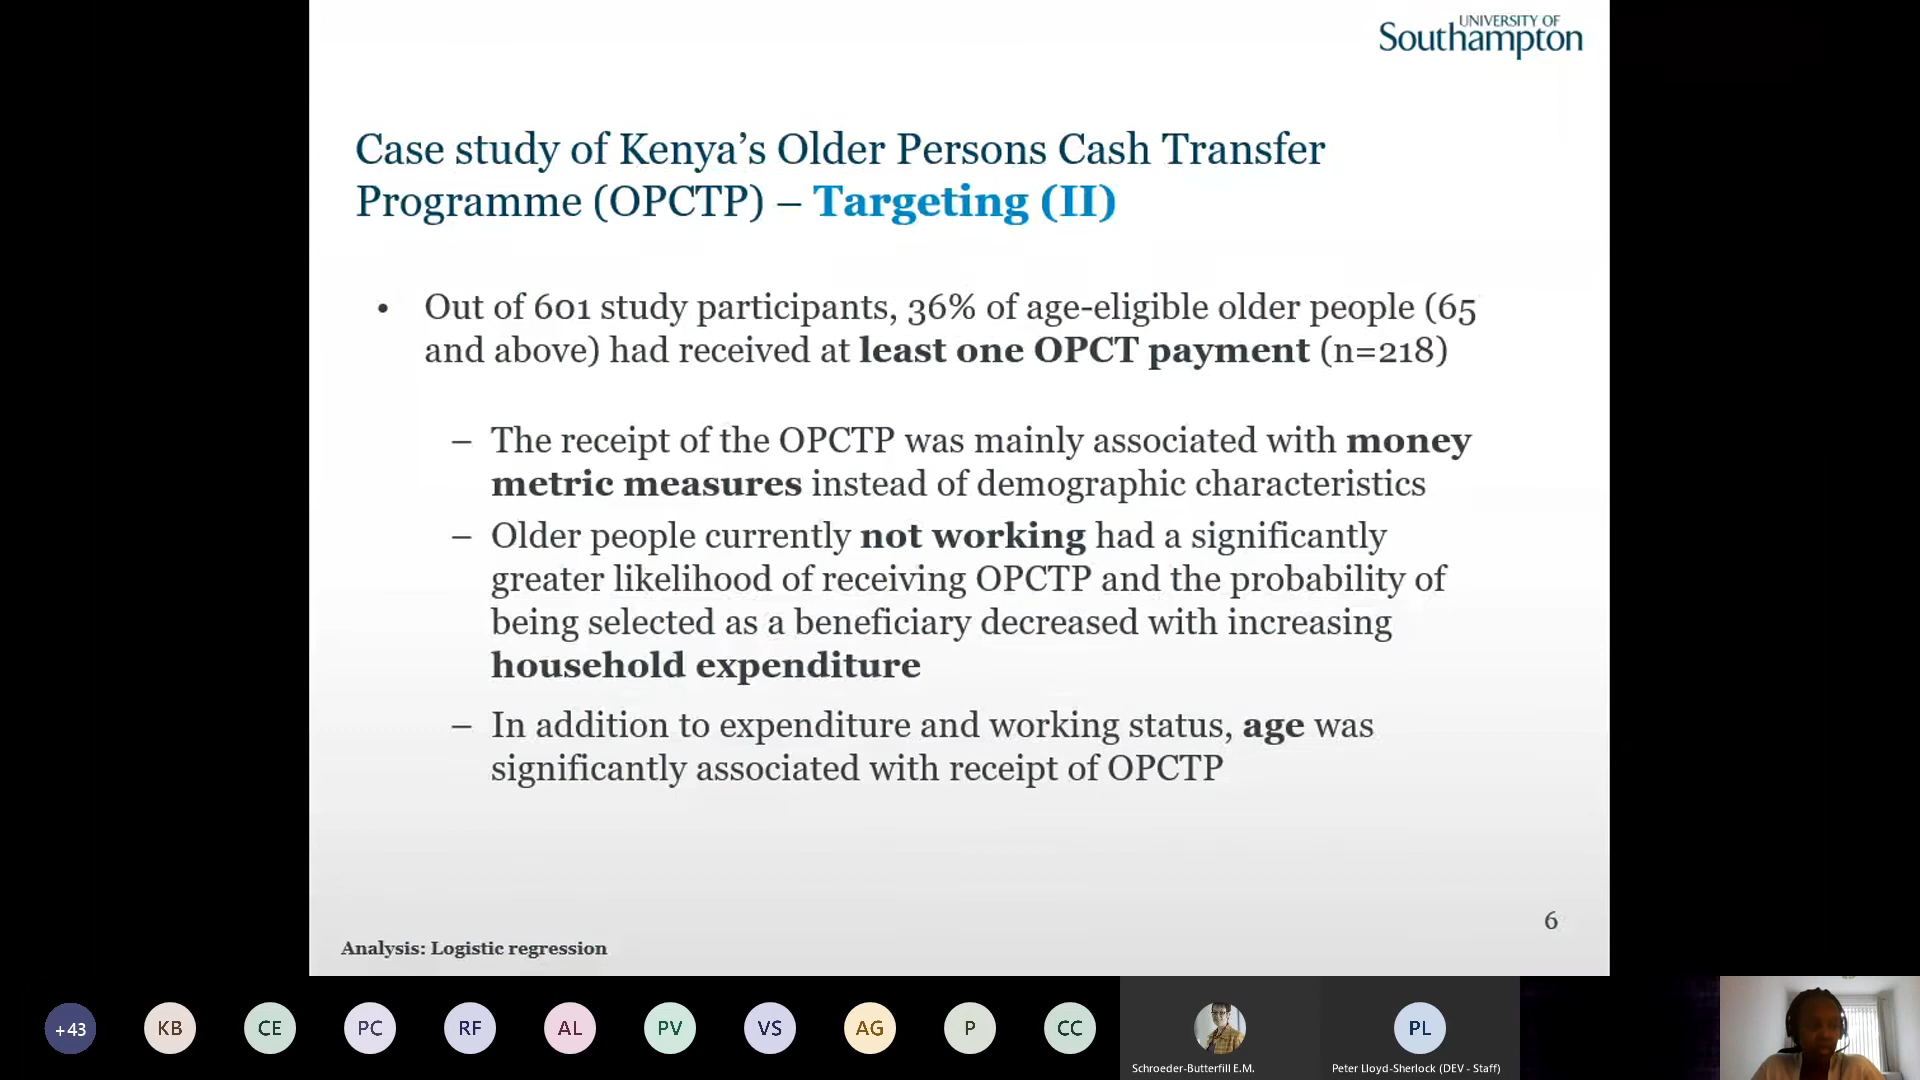 UNIVERSITY OF
Southampton
Case study of Kenya's Older Persons Cash Transfer
Programme (OPCTP) – Targeting (II)
• Out of 601 study participants, 36% of age-eligible older people (65
and above) had received at least one OPCT payment (n=218)
– The receipt of the OPCTP was mainly associated with money
metric measures instead of demographic characteristics
– Older people currently not working had a significantly
greater likelihood of receiving OPCTP and the probability of
being selected as a beneficiary decreased with increasing
household expenditure
– In addition to expenditure and working status, age was
significantly associated with receipt of OPCTP
6
Analysis: Logistic regression
+43 KB CE PC RF AL PV VS AG P CC PL
Schroeder-Butterfill E.M. Peter Lloyd-Sherlock (DEV - Staff)